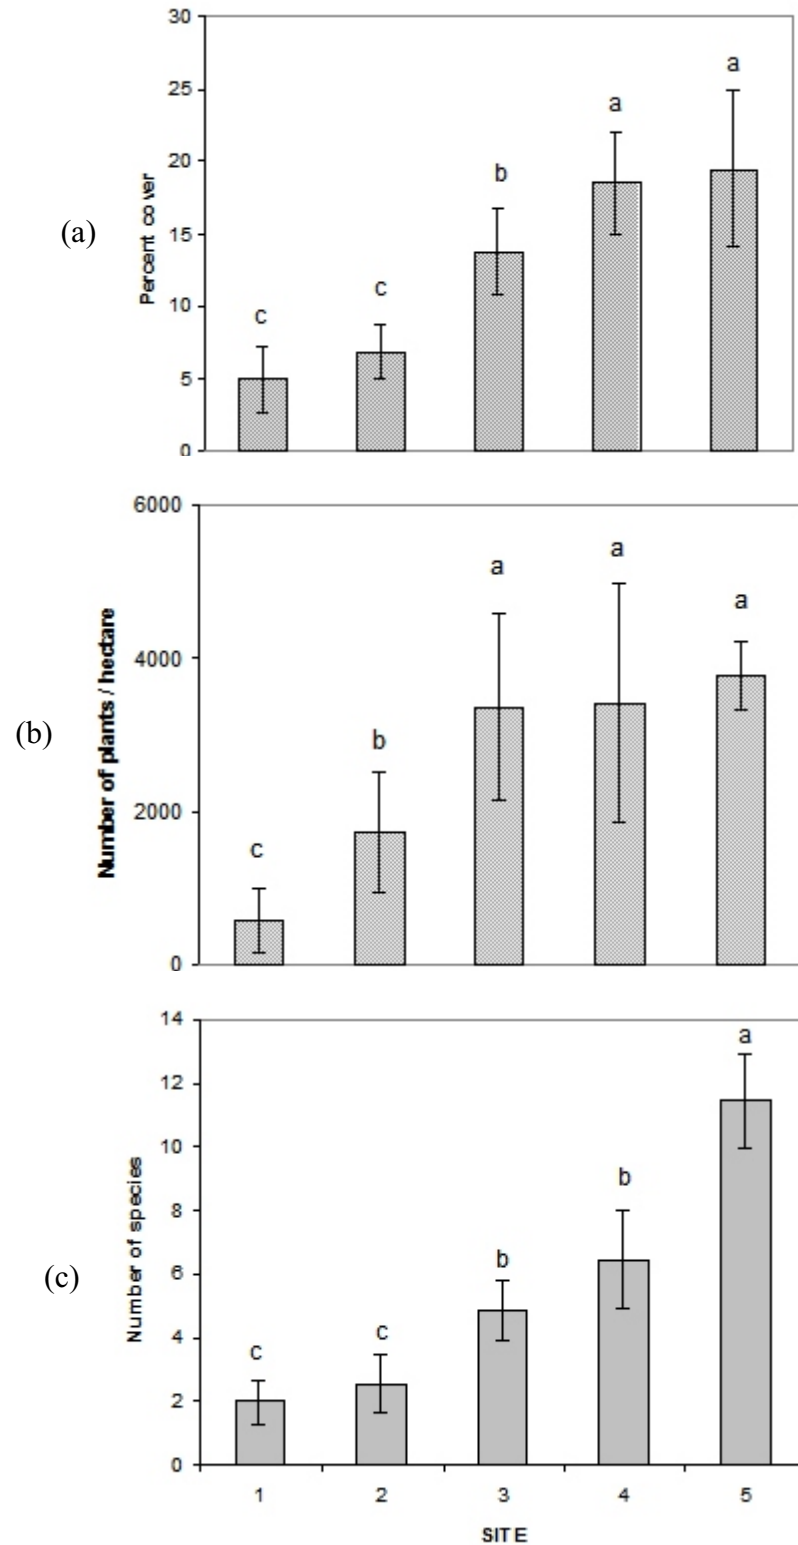 (a)
Percent cover
30
25
20
15
10
5
0
c
c
b
a
a
(b)
Number of plants / hectare
6000
4000
2000
0
c
b
a
a
a
(c)
Number of species
14
12
10
8
6
4
2
0
c
c
b
b
a
1 2 3 4 5
SITE